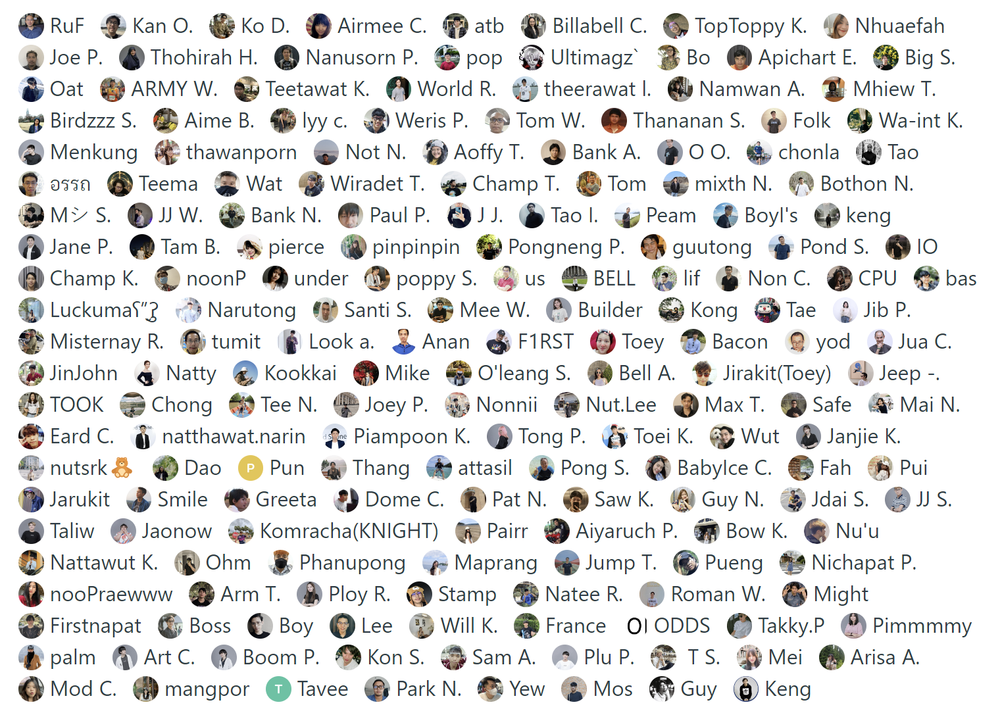 RuF Kan O. Ko D. Airmee C. atb Billabell C. TopToppy K. Nhuaefah
Joe P. Thohirah H. Nanusorn P. pop Ultimagz` Bo Apichart E. Big S.
Oat ARMY W. Teetawat K. World R. theerawat l. Namwan A. Mhiew T.
Birdzzz S. Aime B. lyy c. Weris P. Tom W. Thananan S. Folk Wa-int K.
Menkung thawanporn Not N. Aoffy T. Bank A. O O. chonla Tao
อรรถ Teema Wat Wiradet T. Champ T. Tom mixth N. Bothon N.
Mシ S. JJ W. Bank N. Paul P. J J. Tao I. Peam BoyI's keng
Jane P. Tam B. pierce pinpinpin Pongneng P. guutong Pond S. IO
Champ K. noonP under poppy S. us BELL lif Non C. CPU bas
Luckumaʕ˶ʔ Narutong Santi S. Mee W. Builder Kong Tae Jib P.
Misternay R. tumit Look a. Anan F1RST Toey Bacon yod Jua C.
JinJohn Natty Kookkai Mike O'leang S. Bell A. Jirakit(Toey) Jeep -.
TOOK Chong Tee N. Joey P. Nonnii Nut.Lee Max T. Safe Mai N.
Eard C. natthawat.narin Piampoon K. Tong P. Toei K. Wut Janjie K.
nutsrk🧸 Dao P Pun Thang attasil Pong S. BabyIce C. Fah Pui
Jarukit Smile Greeta Dome C. Pat N. Saw K. Guy N. Jdai S. JJ S.
Taliw Jaonow Komracha(KNIGHT) Pairr Aiyaruch P. Bow K. Nu'u
Nattawut K. Ohm Phanupong Maprang Jump T. Pueng Nichapat P.
nooPraewww Arm T. Ploy R. Stamp Natee R. Roman W. Might
Firstnapat Boss Boy Lee Will K. France ODDS Takky.P Pimmmmy
palm Art C. Boom P. Kon S. Sam A. Plu P. T S. Mei Arisa A.
Mod C. mangpor T Tavee Park N. Yew Mos Guy Keng